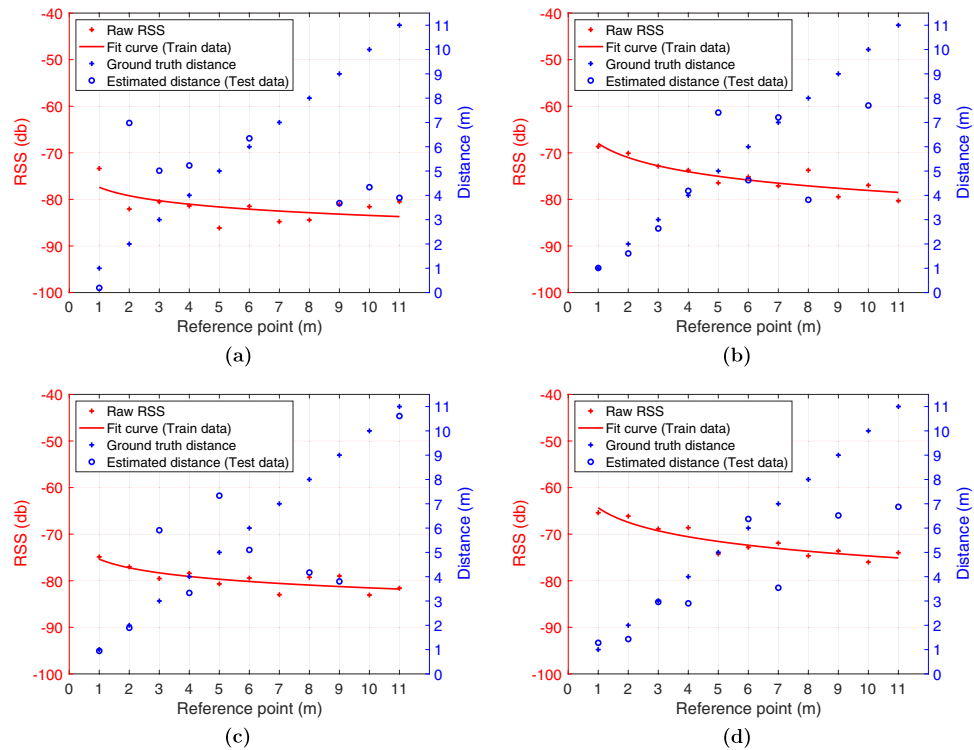 -40
-50
-60
-70
-80
-90
-100
RSS (db)
Raw RSS
Fit curve (Train data)
Ground truth distance
Estimated distance (Test data)
11
10
9
8
7
6
5
4
3
2
1
0
Distance (m)
0 1 2 3 4 5 6 7 8 9 10 11
Reference point (m)
(a)
-40
-50
-60
-70
-80
-90
-100
RSS (db)
Raw RSS
Fit curve (Train data)
Ground truth distance
Estimated distance (Test data)
11
10
9
8
7
6
5
4
3
2
1
0
Distance (m)
0 1 2 3 4 5 6 7 8 9 10 11
Reference point (m)
(b)
-40
-50
-60
-70
-80
-90
-100
RSS (db)
Raw RSS
Fit curve (Train data)
Ground truth distance
Estimated distance (Test data)
11
10
9
8
7
6
5
4
3
2
1
0
Distance (m)
0 1 2 3 4 5 6 7 8 9 10 11
Reference point (m)
(c)
-40
-50
-60
-70
-80
-90
-100
RSS (db)
Raw RSS
Fit curve (Train data)
Ground truth distance
Estimated distance (Test data)
11
10
9
8
7
6
5
4
3
2
1
0
Distance (m)
0 1 2 3 4 5 6 7 8 9 10 11
Reference point (m)
(d)